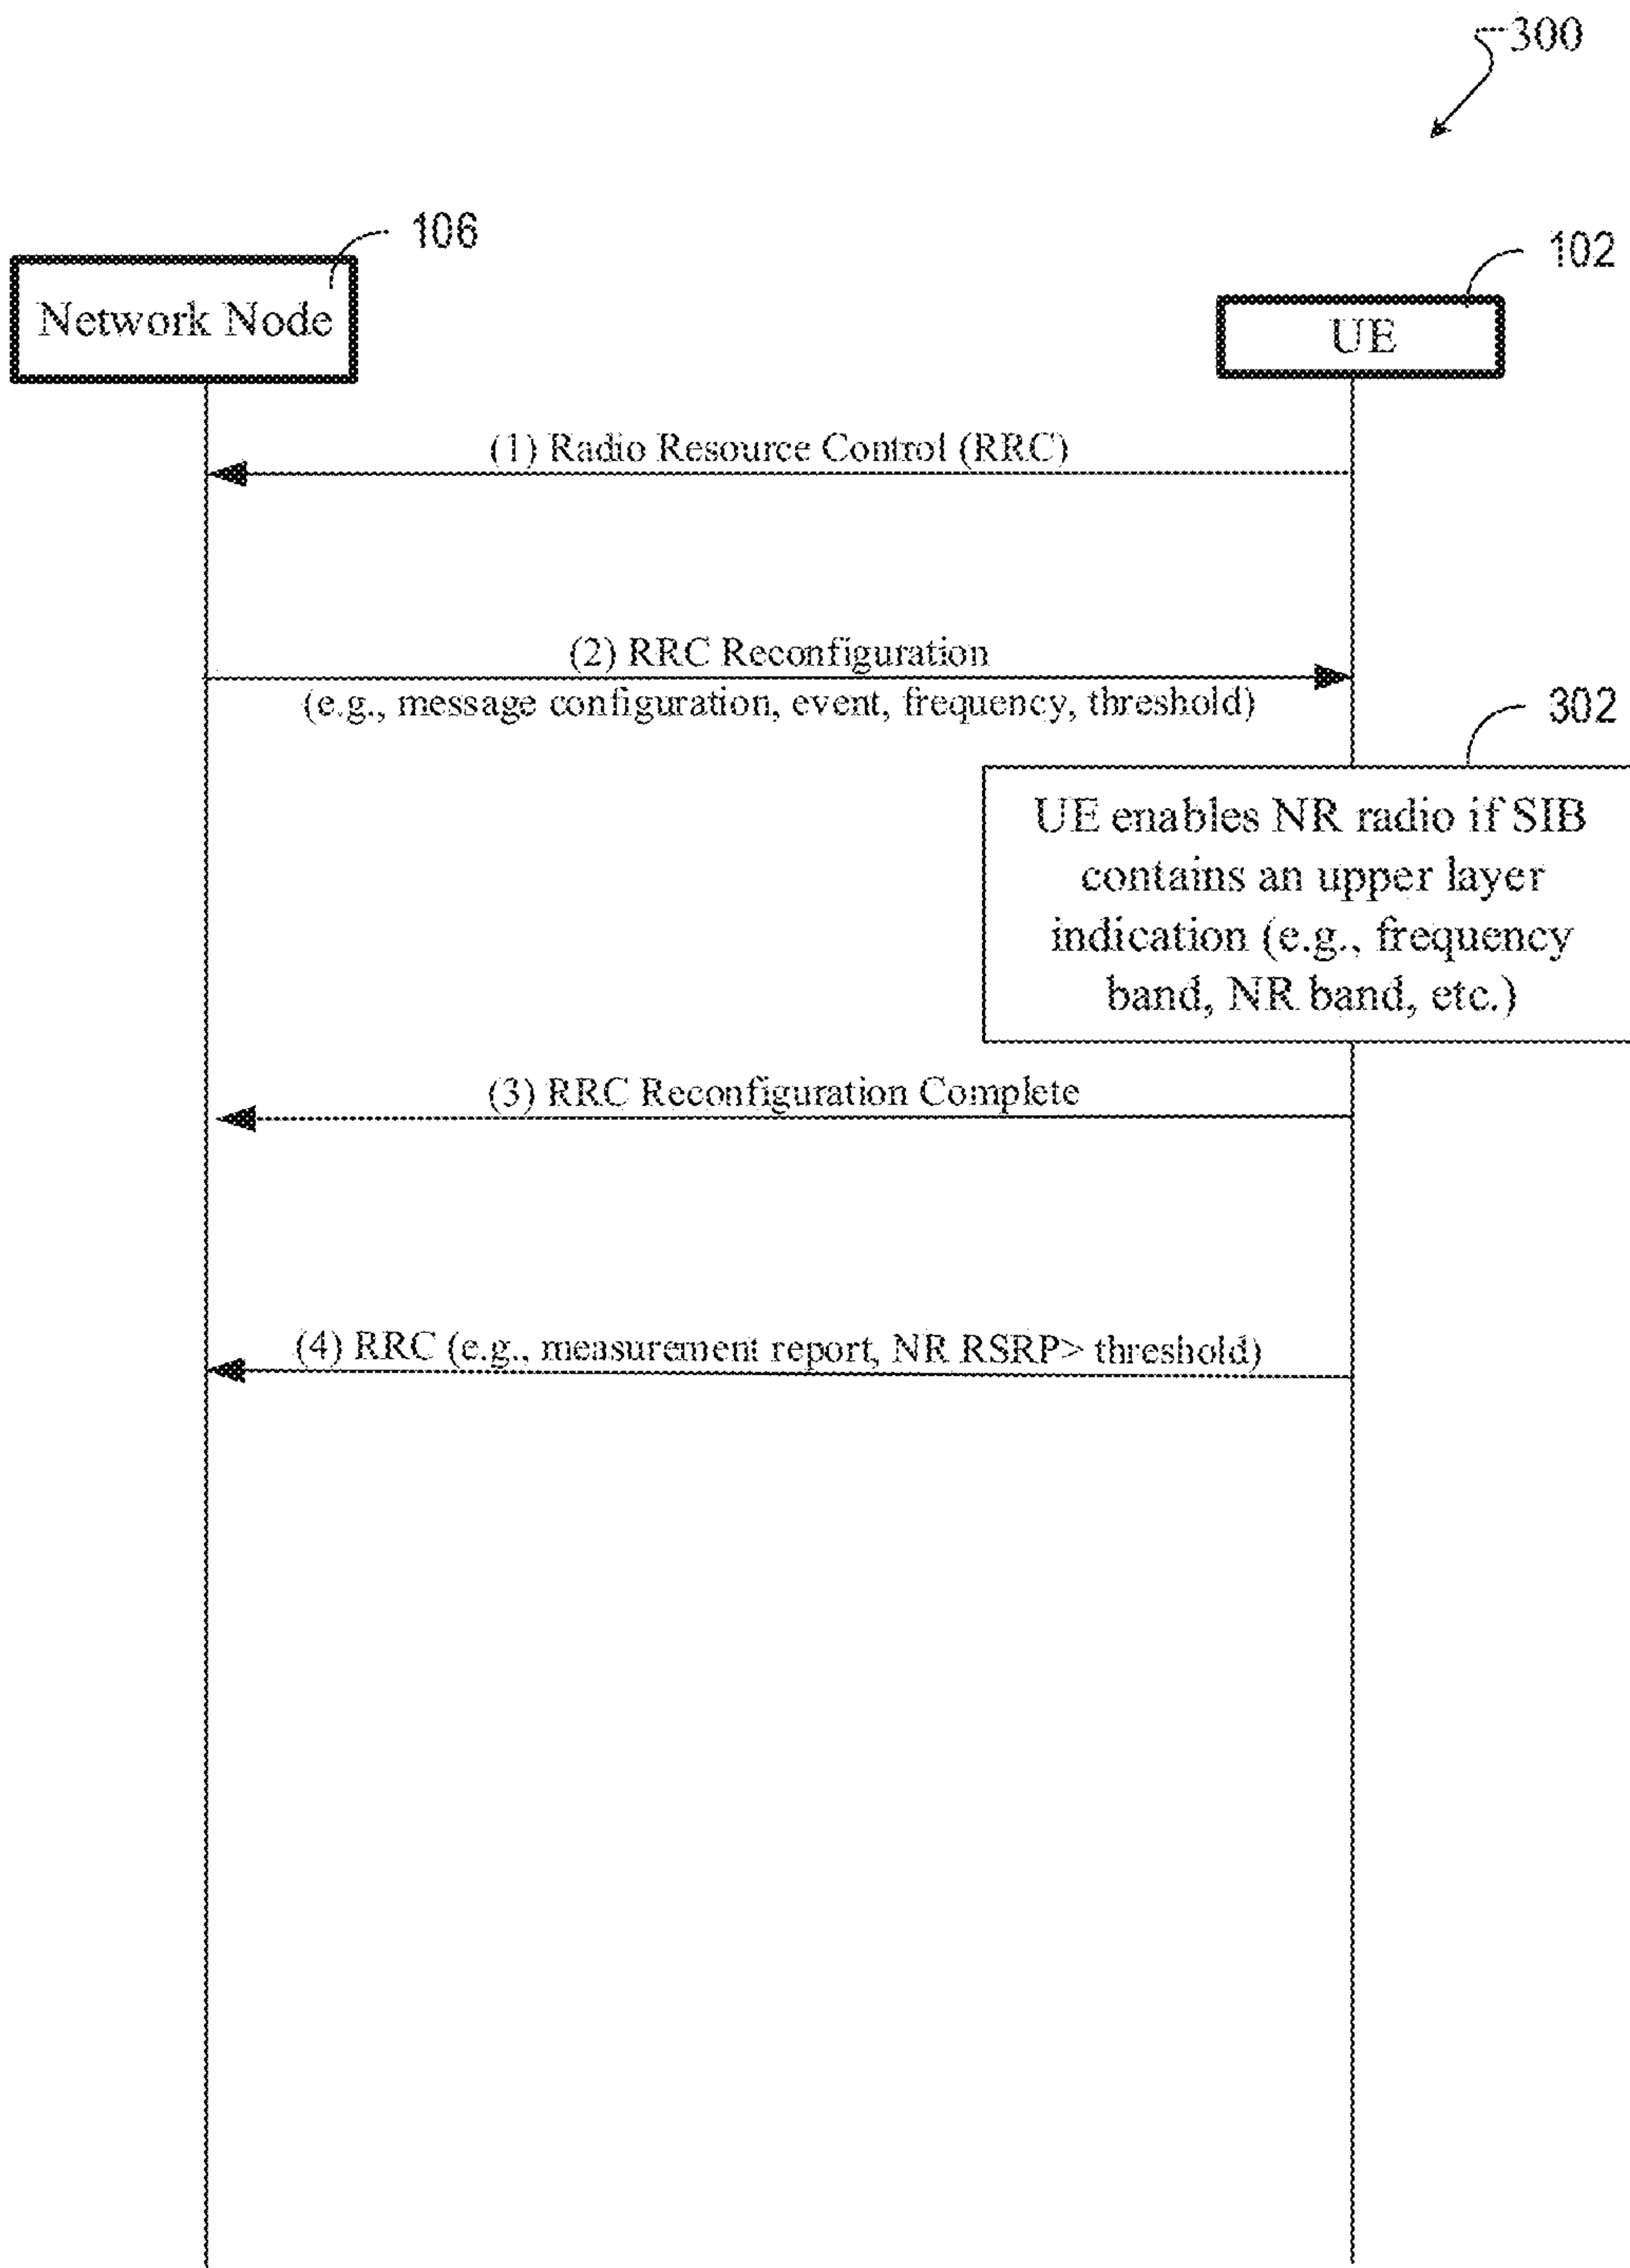 300
106
102
Network Node
UE
(1) Radio Resource Control (RRC)
(2) RRC Reconfiguration
(e.g., message configuration, event, frequency, threshold)
302
UE enables NR radio if SIB
contains an upper layer
indication (e.g., frequency
band, NR band, etc.)
(3) RRC Reconfiguration Complete
(4) RRC (e.g., measurement report, NR RSRP> threshold)